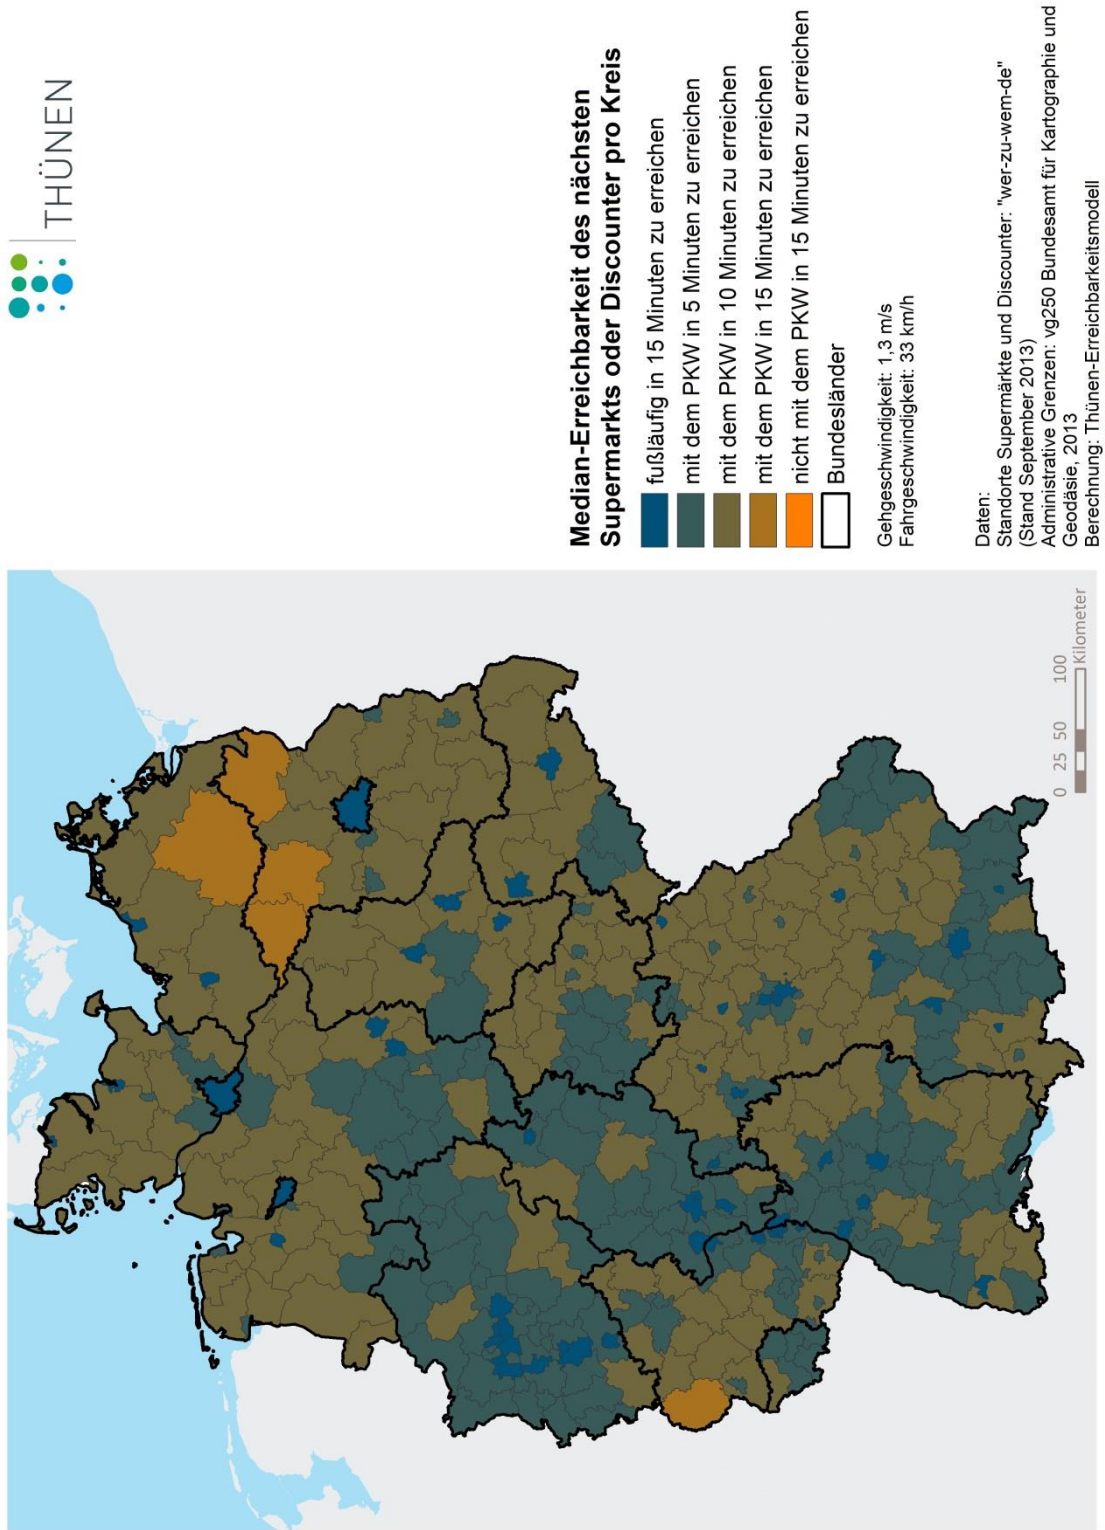 THÜNEN
Median-Erreichbarkeit des nächsten
Supermarkts oder Discounter pro Kreis
fußläufig in 15 Minuten zu erreichen
mit dem PKW in 5 Minuten zu erreichen
mit dem PKW in 10 Minuten zu erreichen
mit dem PKW in 15 Minuten zu erreichen
nicht mit dem PKW in 15 Minuten zu erreichen
Bundesländer
Gehgeschwindigkeit: 1,3 m/s
Fahrgeschwindigkeit: 33 km/h
Daten:
Standorte Supermärkte und Discounter: "wer-zu-wem-de"
(Stand September 2013)
Administrative Grenzen: vg250 Bundesamt für Kartographie und
Geodäsie, 2013
Berechnung: Thünen-Erreichbarkeitsmodell
0 25 50 100
Kilometer